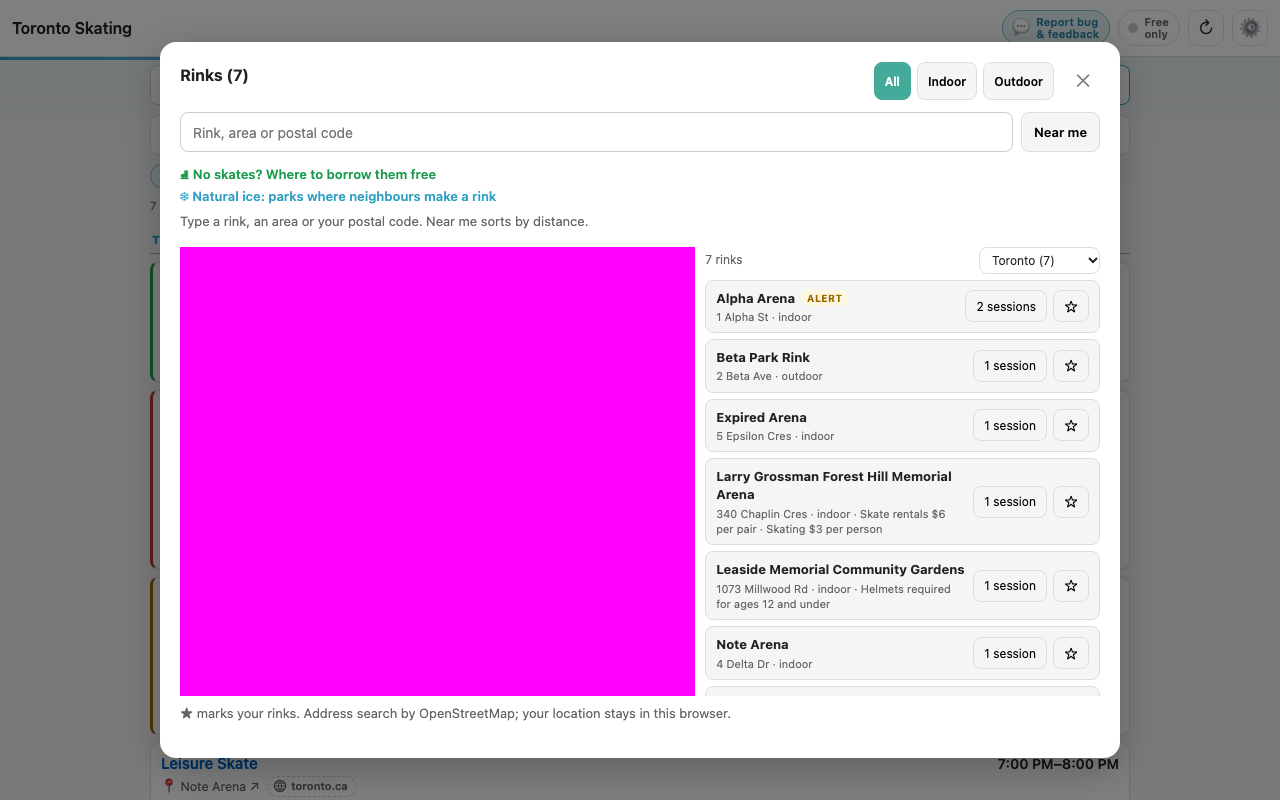 Toronto Skating
Report bug
& feedback
Free
only
Rinks (7)
All
Indoor
Outdoor
Rink, area or postal code
Near me
No skates? Where to borrow them free
Natural ice: parks where neighbours make a rink
Type a rink, an area or your postal code. Near me sorts by distance.
7 rinks
Toronto (7)
Alpha Arena ALERT
1 Alpha St · indoor
2 sessions
Beta Park Rink
2 Beta Ave · outdoor
1 session
Expired Arena
5 Epsilon Cres · indoor
1 session
Larry Grossman Forest Hill Memorial
Arena
340 Chaplin Cres · indoor · Skate rentals $6
per pair · Skating $3 per person
1 session
Leaside Memorial Community Gardens
1073 Millwood Rd · indoor · Helmets required
for ages 12 and under
1 session
Note Arena
4 Delta Dr · indoor
1 session
★ marks your rinks. Address search by OpenStreetMap; your location stays in this browser.
Leisure Skate
7:00 PM–8:00 PM
Note Arena ↗
toronto.ca